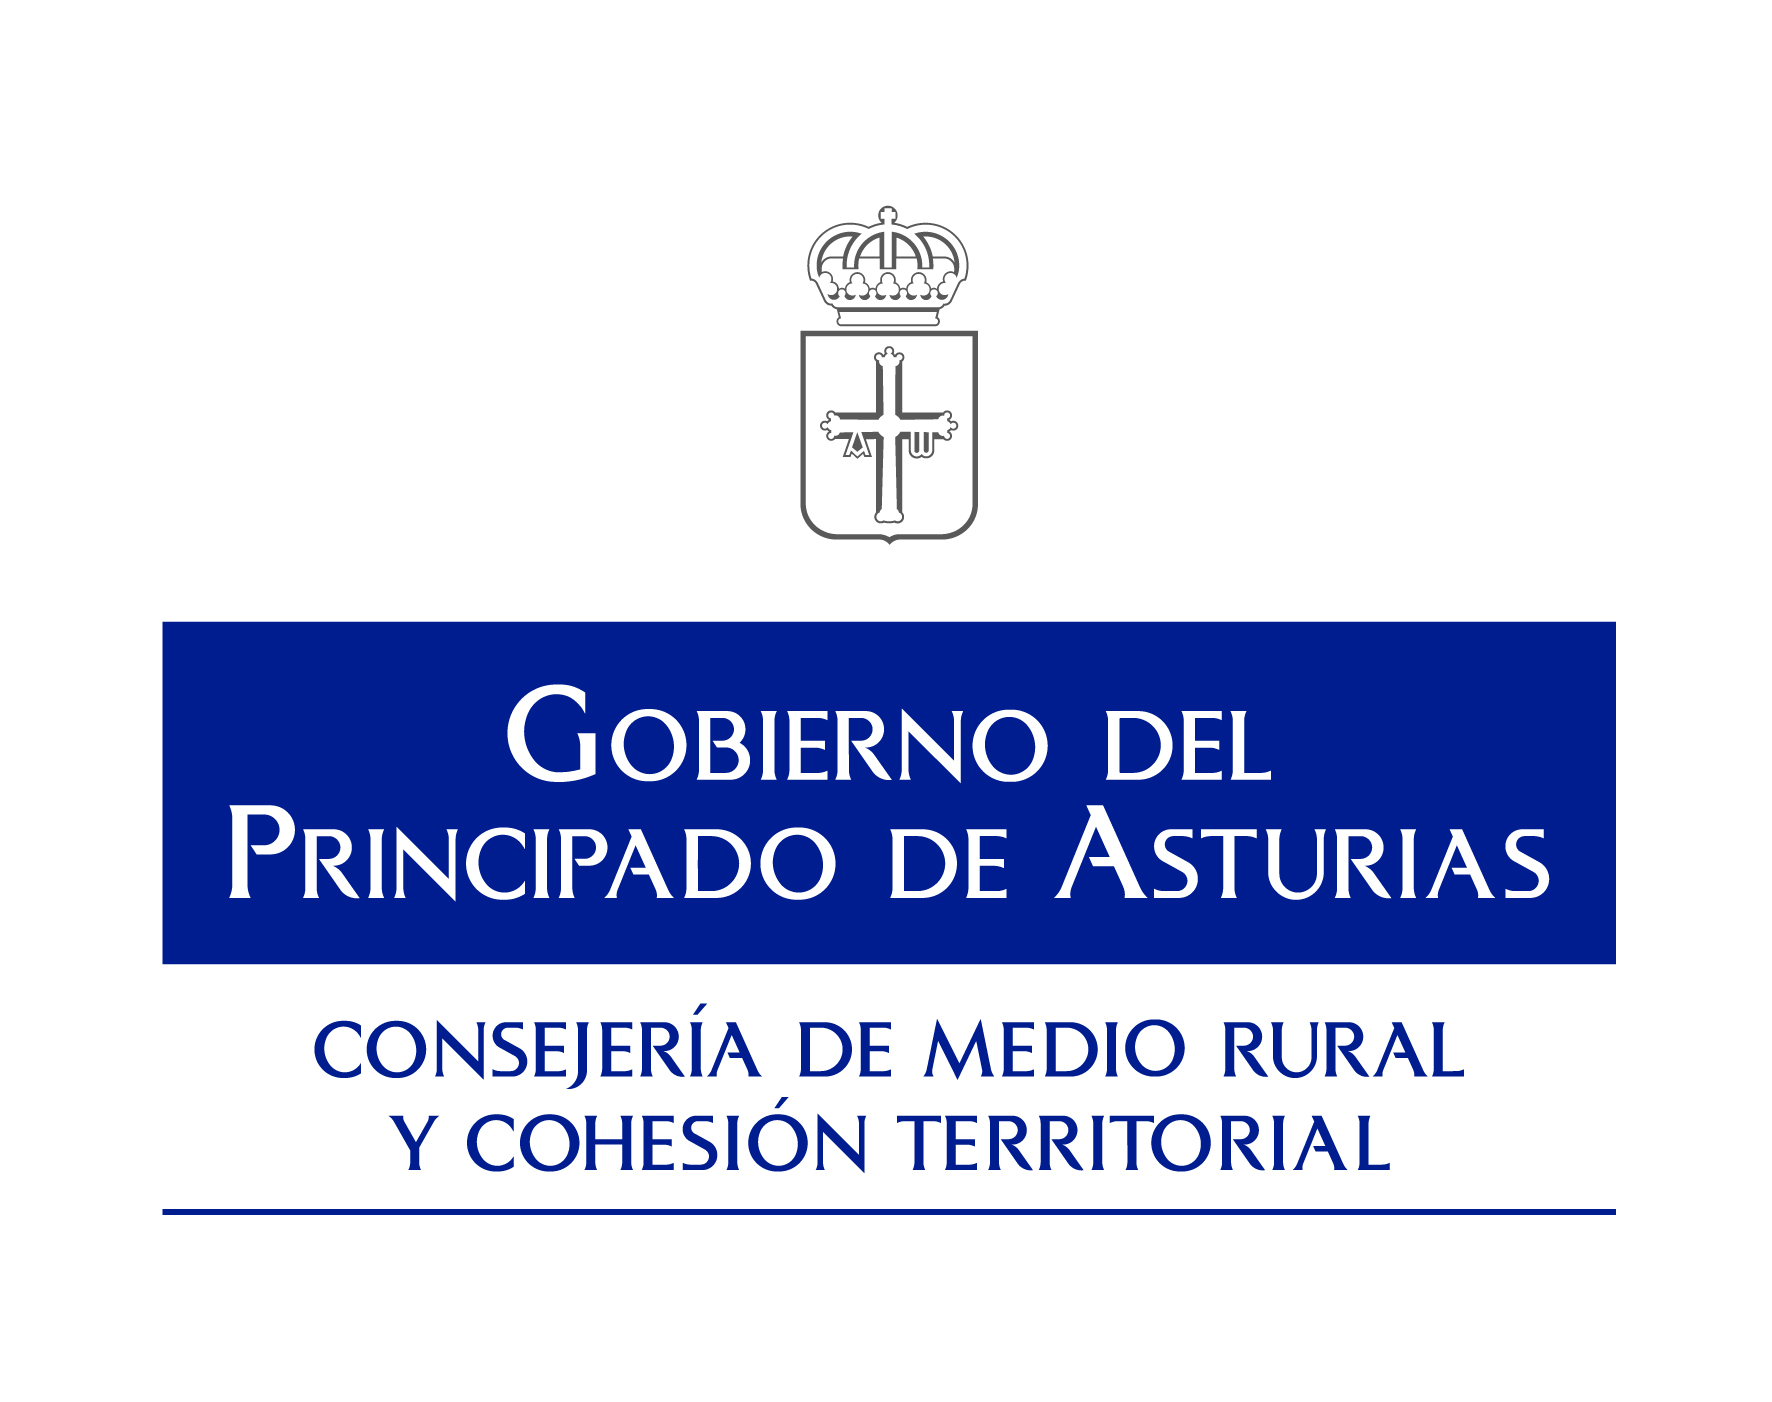 GOBIERNO DEL
PRINCIPADO DE ASTURIAS
CONSEJERÍA DE MEDIO RURAL
Y COHESIÓN TERRITORIAL